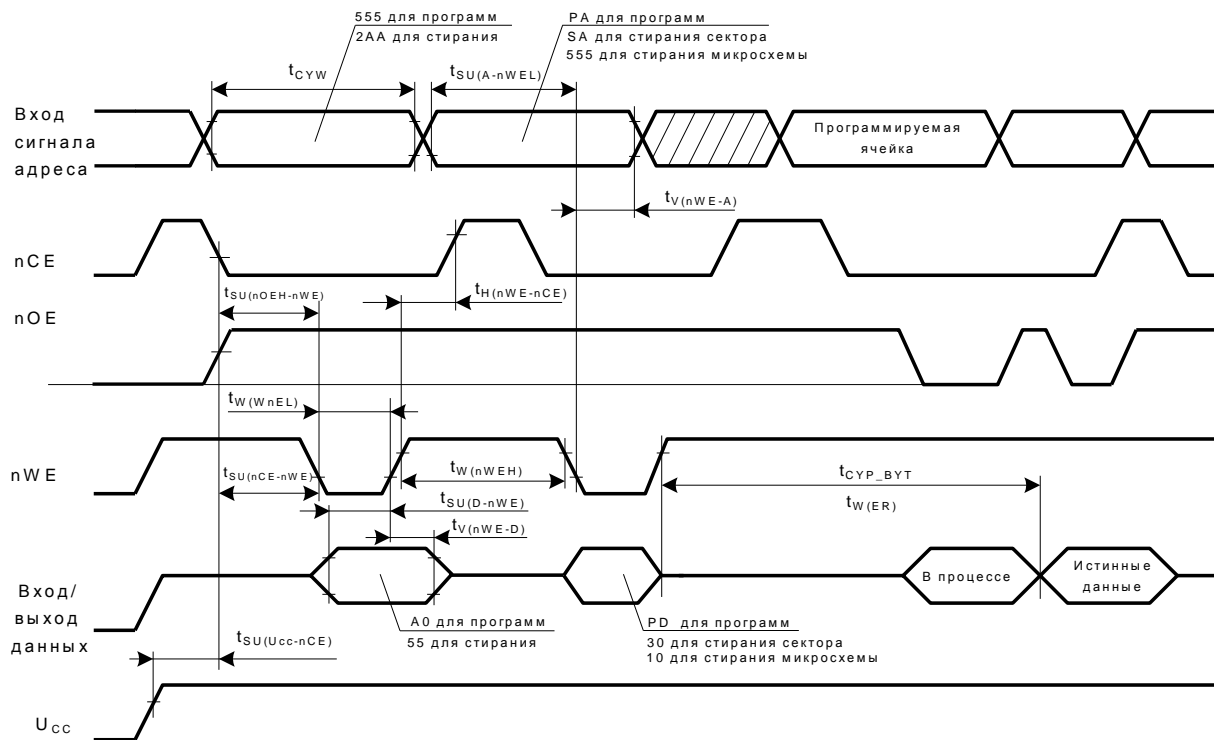 555 для программ
2АА для стирания
PA для программ
SA для стирания сектора
555 для стирания микросхемы
tCYW
tSU(A-nWEL)
Вход
сигнала
адреса
Программируемая
ячейка
tV(nWE-A)
nCE
tSU(nOEH-nWE)
tH(nWE-nCE)
nOE
tW(WnEL)
nWE
tSU(nCE-nWE)
tW(nWEH)
tCYP_BYT
tSU(D-nWE)
tW(ER)
tV(nWE-D)
Вход/
выход
данных
В процессе
Истинные
данные
A0 для программ
55 для стирания
PD для программ
30 для стирания сектора
10 для стирания микросхемы
tSU(Ucc-nCE)
UCC